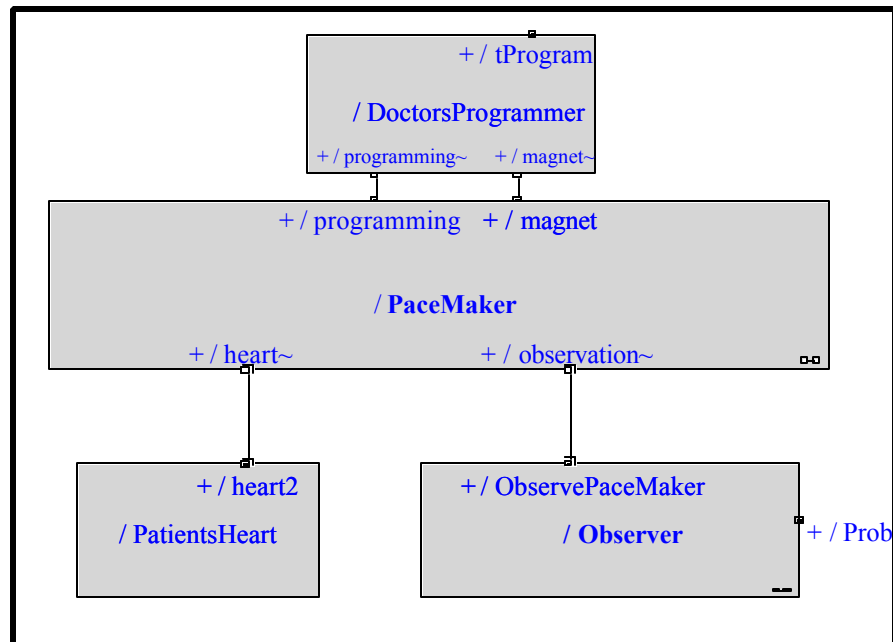 + / tProgram
/ DoctorsProgrammer
+ / programming~ + / magnet~
+ / programming + / magnet
/ PaceMaker
+ / heart~ + / observation~
+ / heart2 + / ObservePaceMaker
/ PatientsHeart / Observer + / Prob